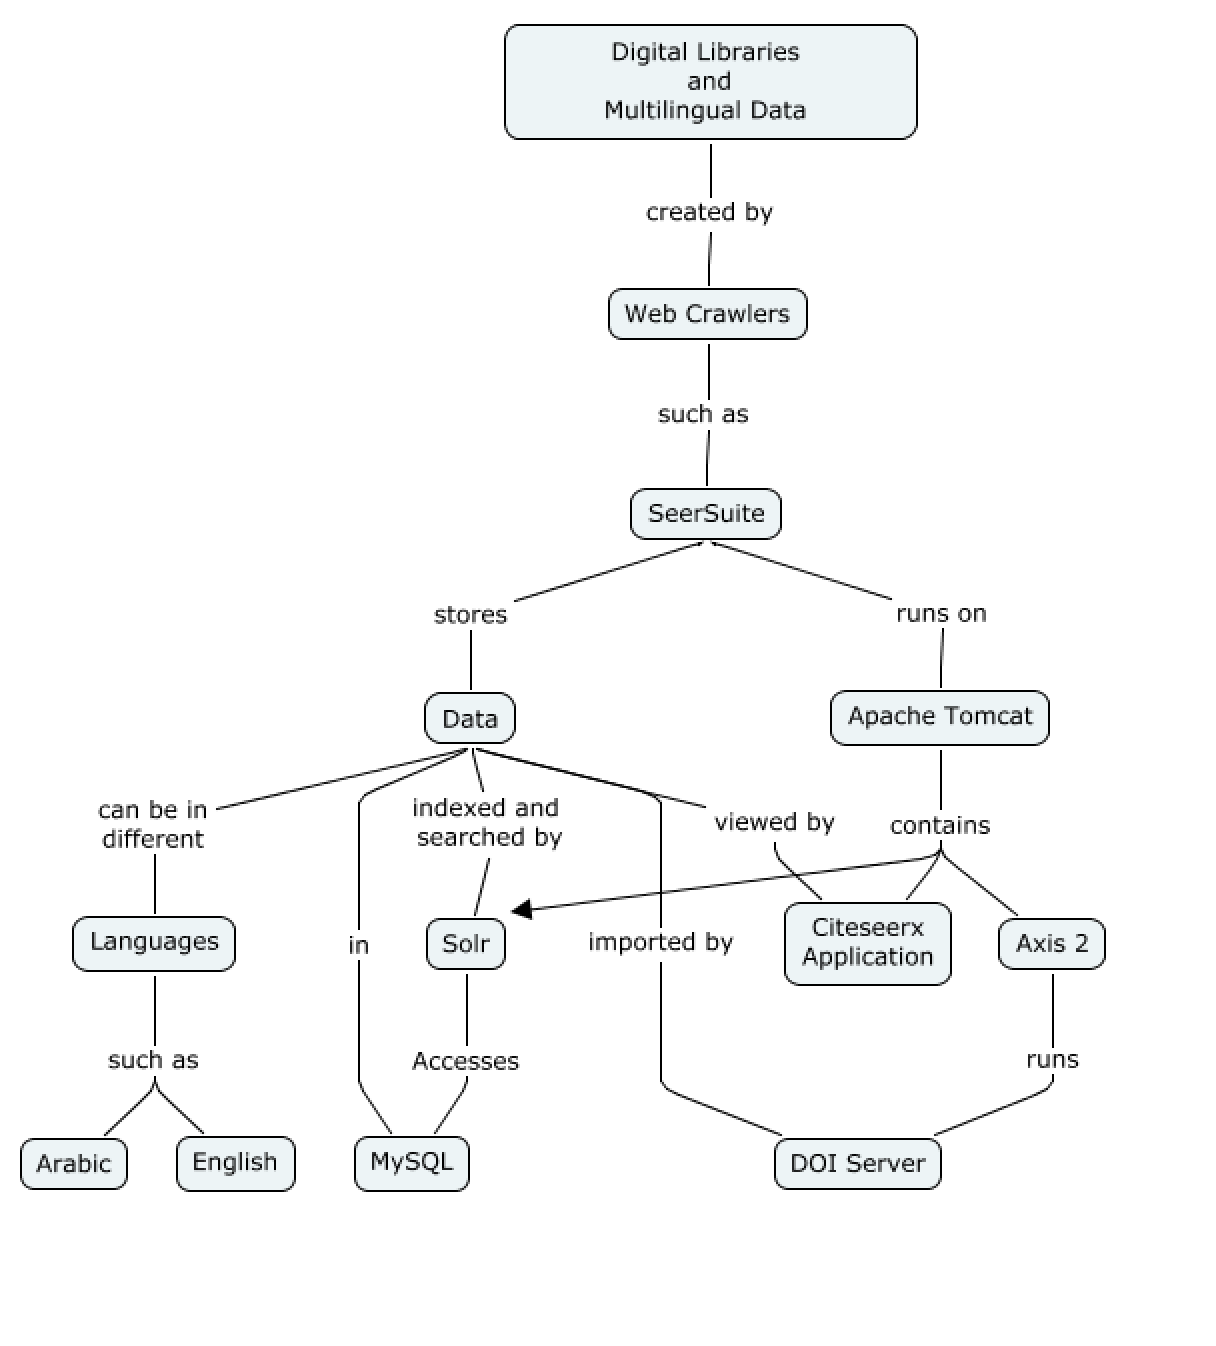 Digital Libraries
and
Multilingual Data
created by
Web Crawlers
such as
SeerSuite
stores
runs on
Data
Apache Tomcat
can be in
different
indexed and
searched by
viewed by
contains
Languages
in
Solr
imported by
Citeseerx
Application
Axis 2
such as
Accesses
runs
Arabic
English
MySQL
DOI Server